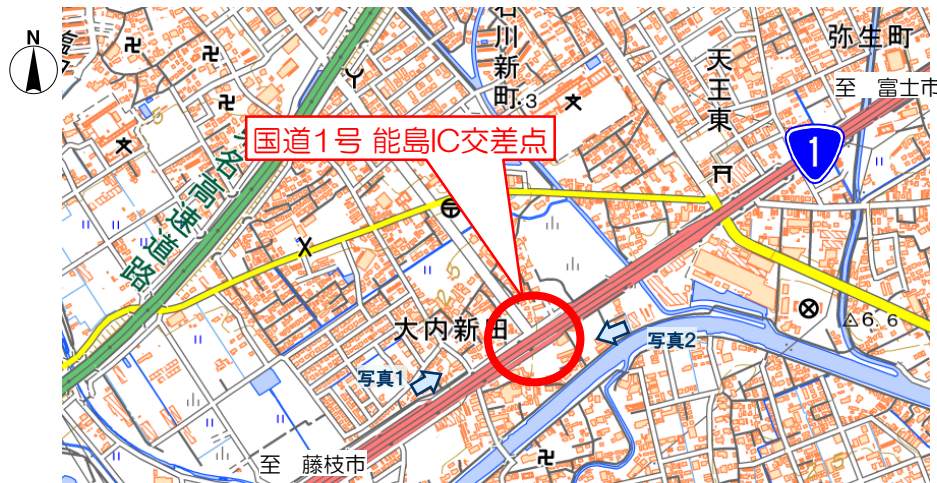 N
石川新町
・3
弥生町
天王東
至 富士市
1
国道1号 能島IC交差点
東名高速道路
大内新田
写真1
写真2
6.6
至 藤枝市